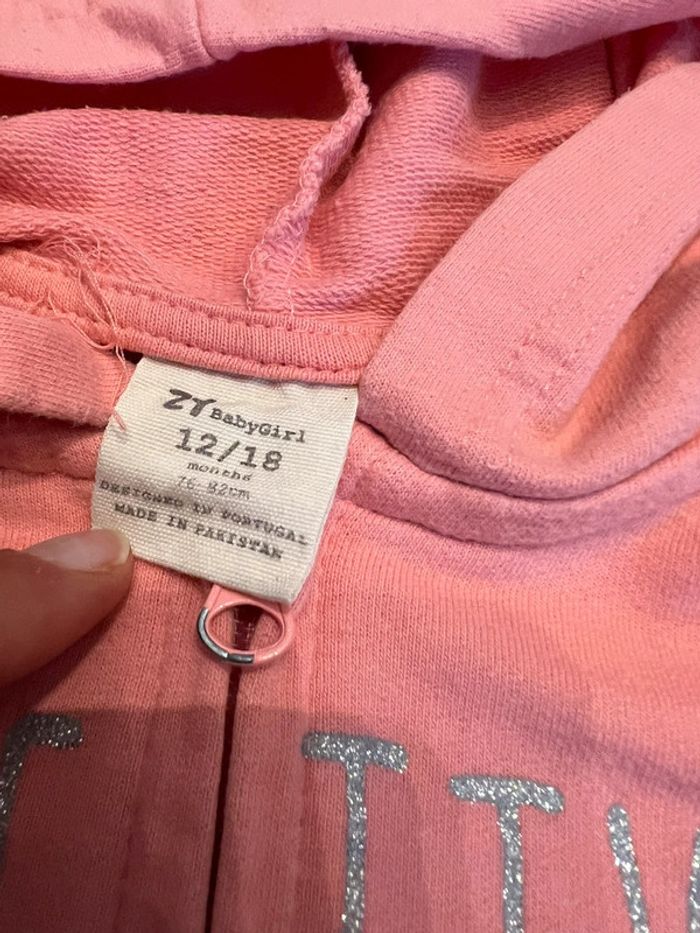 ZY BabyGirl
12/18
months
76-82cm
DESIGNED IN PORTUGAL
MADE IN PAKISTAN